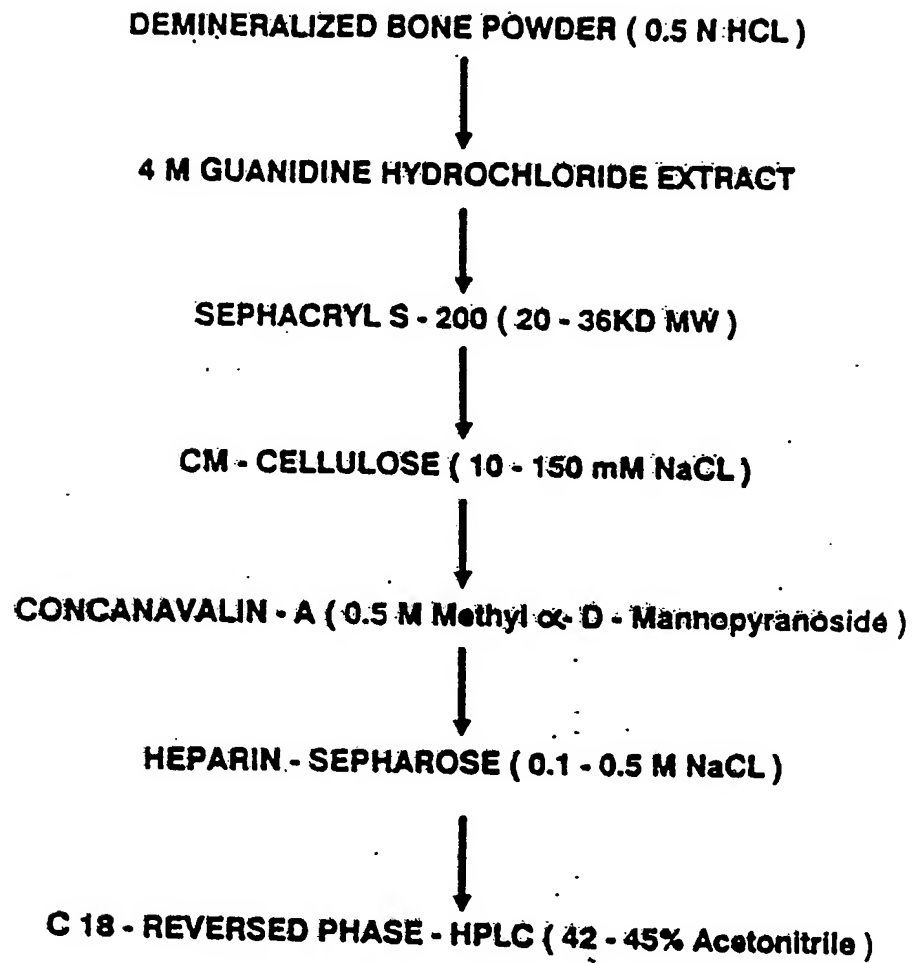 DEMINERALIZED BONE POWDER ( 0.5 N HCL )
4 M GUANIDINE HYDROCHLORIDE EXTRACT
SEPHACRYL S - 200 ( 20 - 36KD MW )
CM - CELLULOSE ( 10 - 150 mM NaCL )
CONCANAVALIN - A ( 0.5 M Methyl α- D - Mannopyranoside )
HEPARIN - SEPHAROSE ( 0.1 - 0.5 M NaCL )
C 18 - REVERSED PHASE - HPLC ( 42 - 45% Acetonitrile )